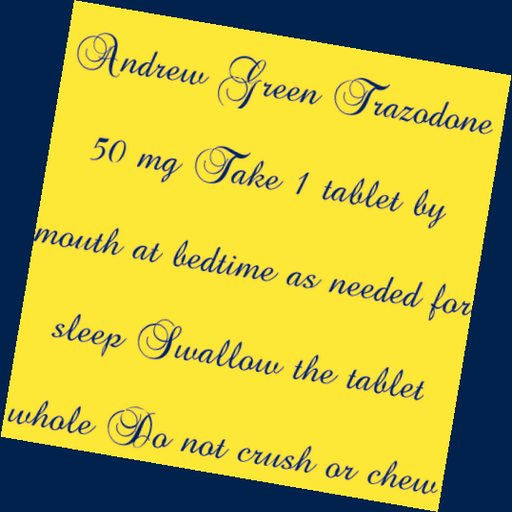 Andrew Green Trazodone
50 mg Take 1 tablet by
mouth at bedtime as needed for
sleep Swallow the tablet
whole Do not crush or chew